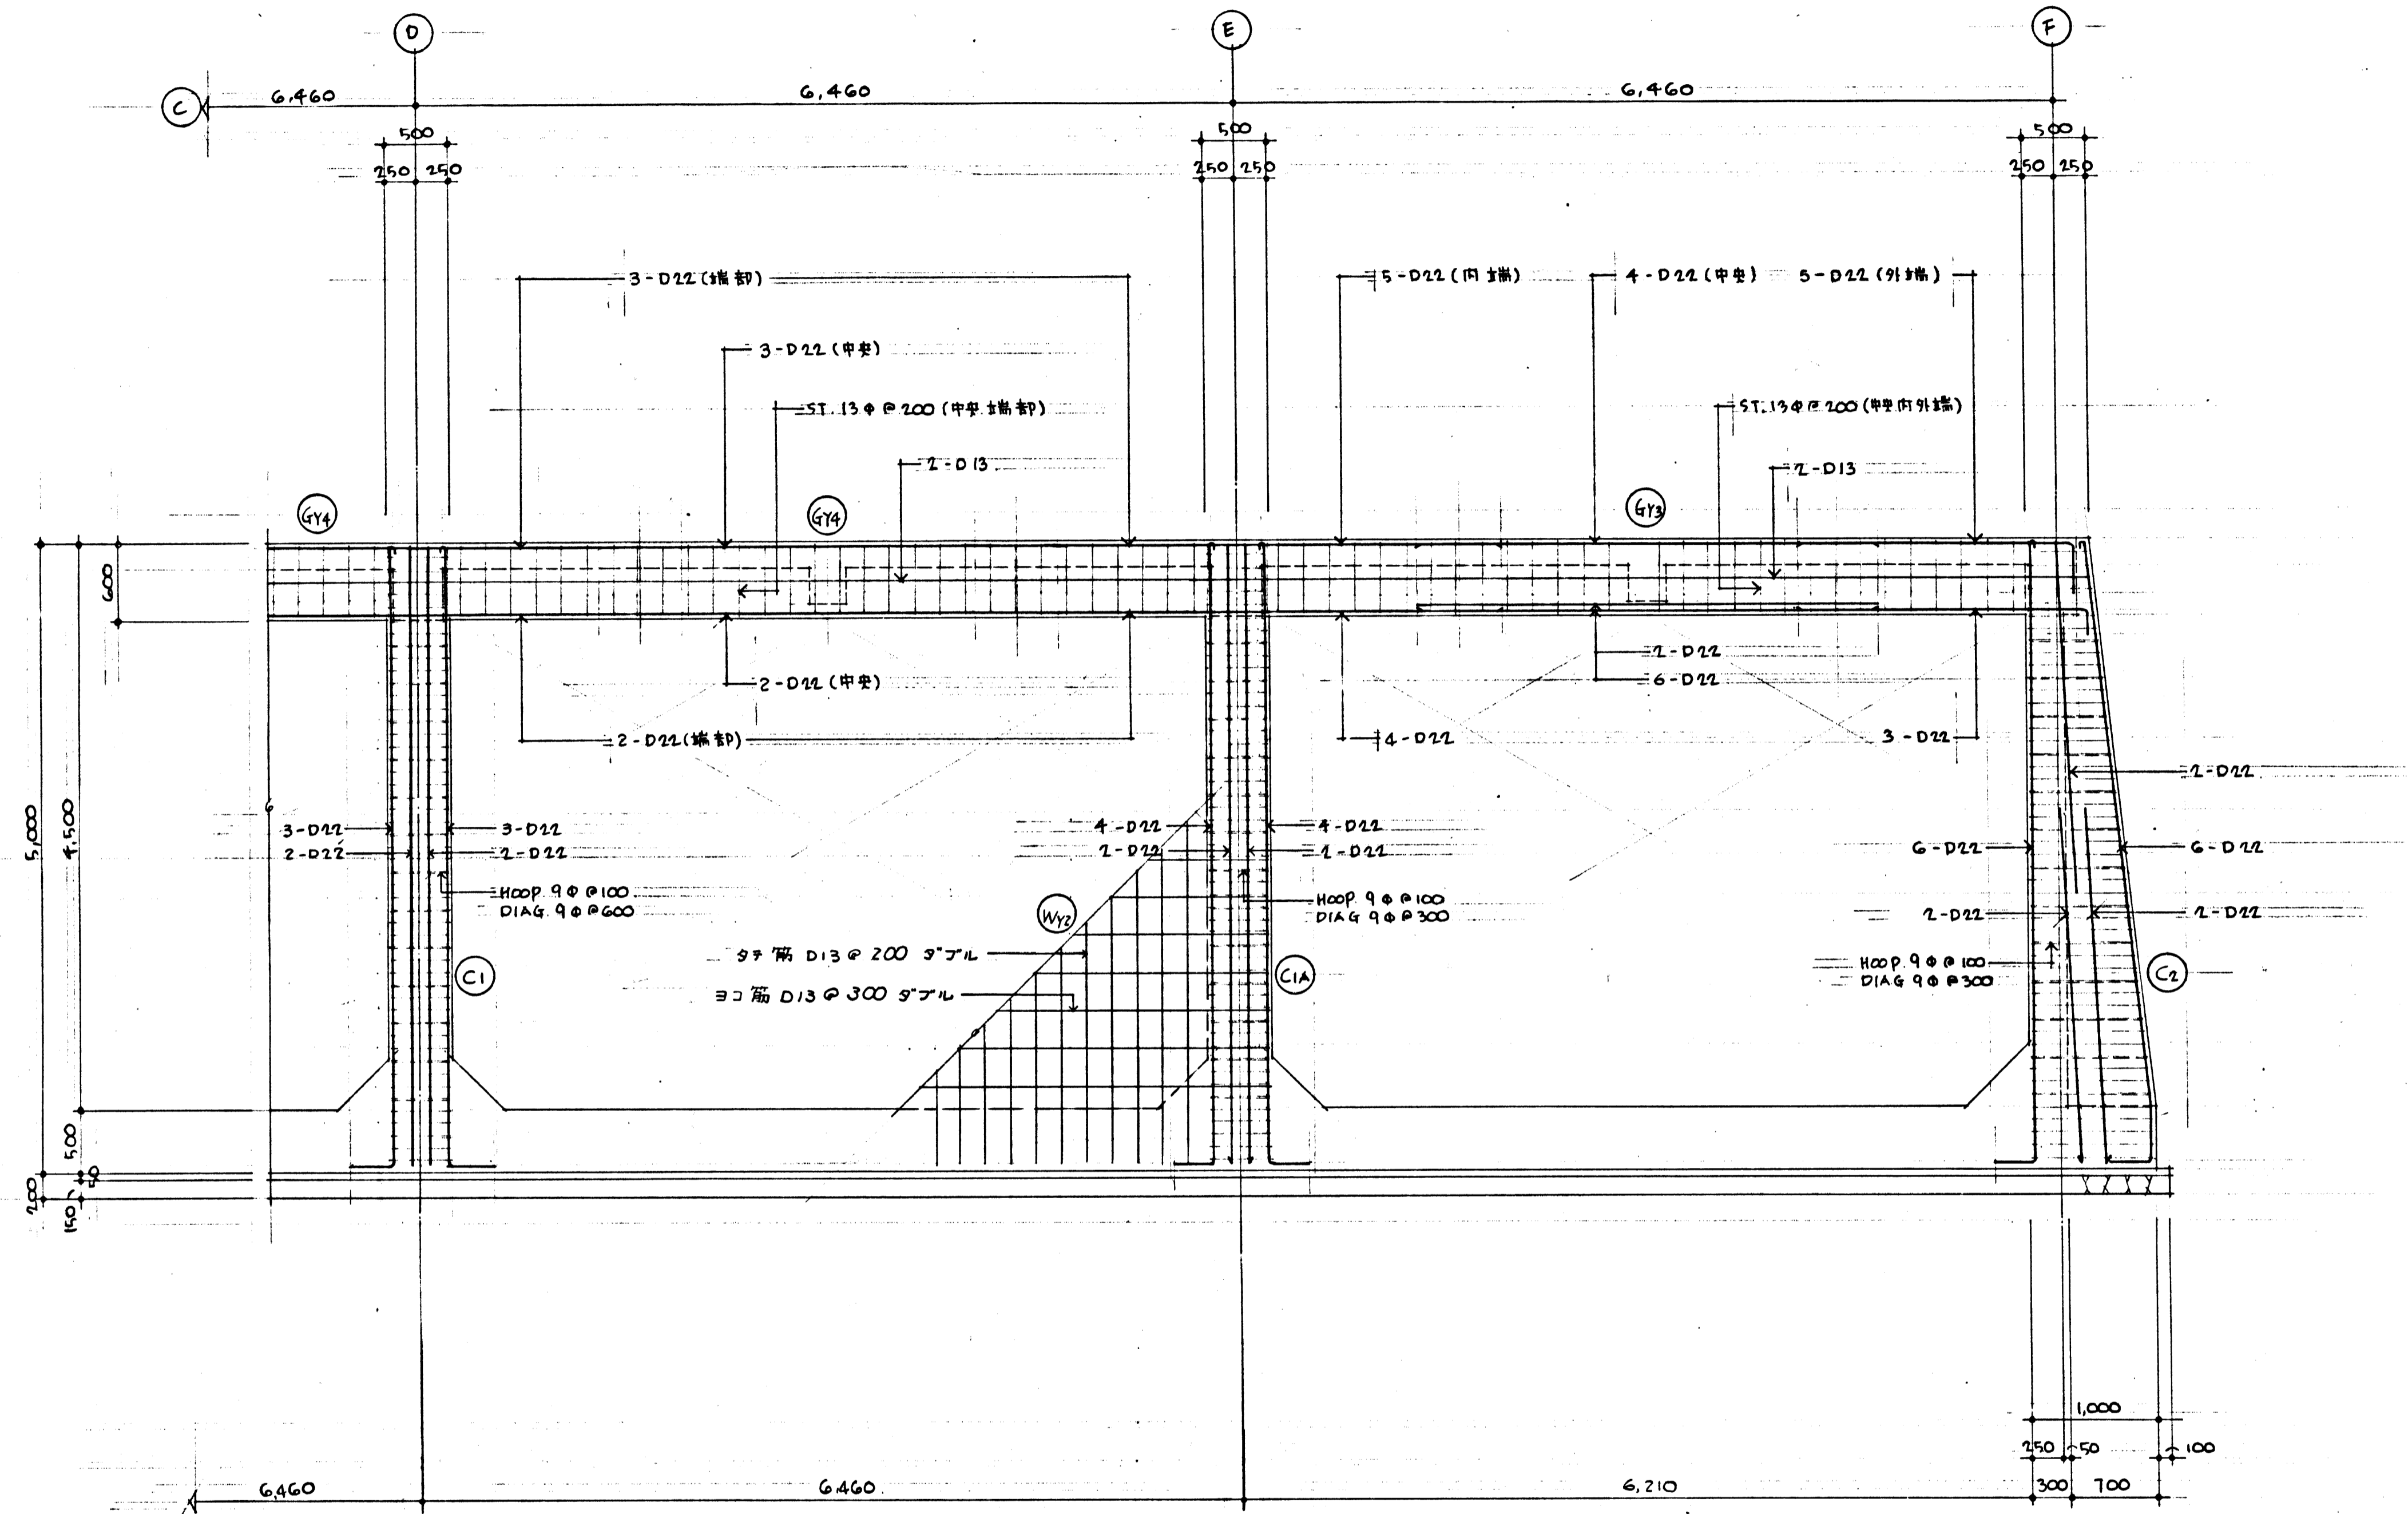 D
E
F
C
6,460
6,460
6,460
500
500
500
250 250
250 250
250 250
3-D22(端部)
5-D22(内端)
4-D22(中央)
5-D22(外端)
3-D22(中央)
ST.13φ@200(中央端部)
ST.13φ@200(中央内外端)
2-D13
2-D13
GY4
GY4
GY3
600
2-D22
2-D22(中央)
6-D22
2-D22(端部)
4-D22
3-D22
2-D22
5,000
4,500
3-D22
3-D22
4-D22
4-D22
2-D22
2-D22
2-D22
2-D22
6-D22
6-D22
HOOP.9φ@100
DIAG.9φ@600
HOOP.9φ@100
DIAG.9φ@300
WY2
2-D22
2-D22
タテ筋 D13@200 ダブル
HOOP.9φ@100
DIAG 9φ@300
C1
C1A
C2
ヨコ筋 D13@300 ダブル
500
50
200
150
1,000
250
50
100
6,460
6,460
6,210
300
700